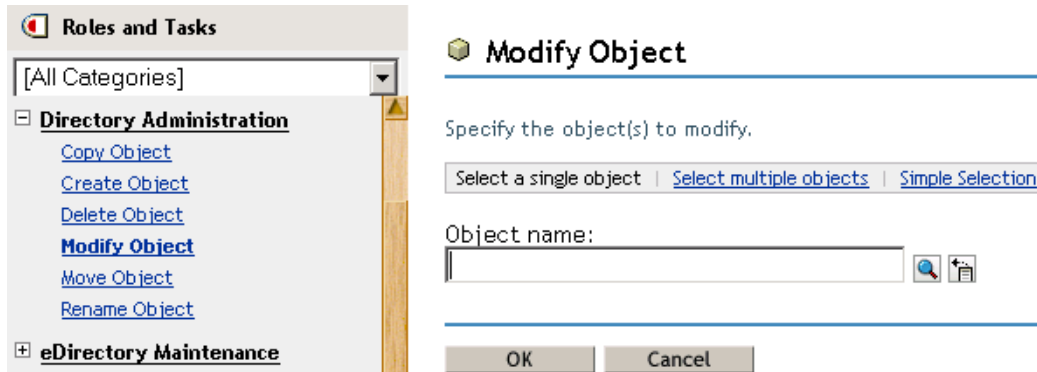 Roles and Tasks
[All Categories]
Directory Administration
Copy Object
Create Object
Delete Object
Modify Object
Move Object
Rename Object
eDirectory Maintenance
Modify Object
Specify the object(s) to modify.
Select a single object | Select multiple objects | Simple Selection
Object name:
OK Cancel